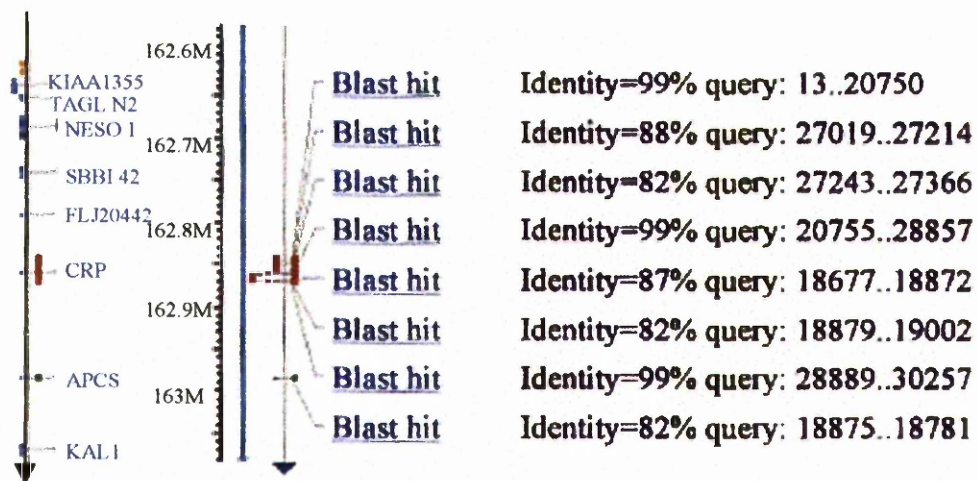 KIAA1355
TAGLN2
NESO 1
SBBI 42
FLJ20442
CRP
APCS
KAL1
162.6M
162.7M
162.8M
162.9M
163M
Blast hit Identity=99% query: 13..20750
Blast hit Identity=88% query: 27019..27214
Blast hit Identity=82% query: 27243..27366
Blast hit Identity=99% query: 20755..28857
Blast hit Identity=87% query: 18677..18872
Blast hit Identity=82% query: 18879..19002
Blast hit Identity=99% query: 28889..30257
Blast hit Identity=82% query: 18875..18781